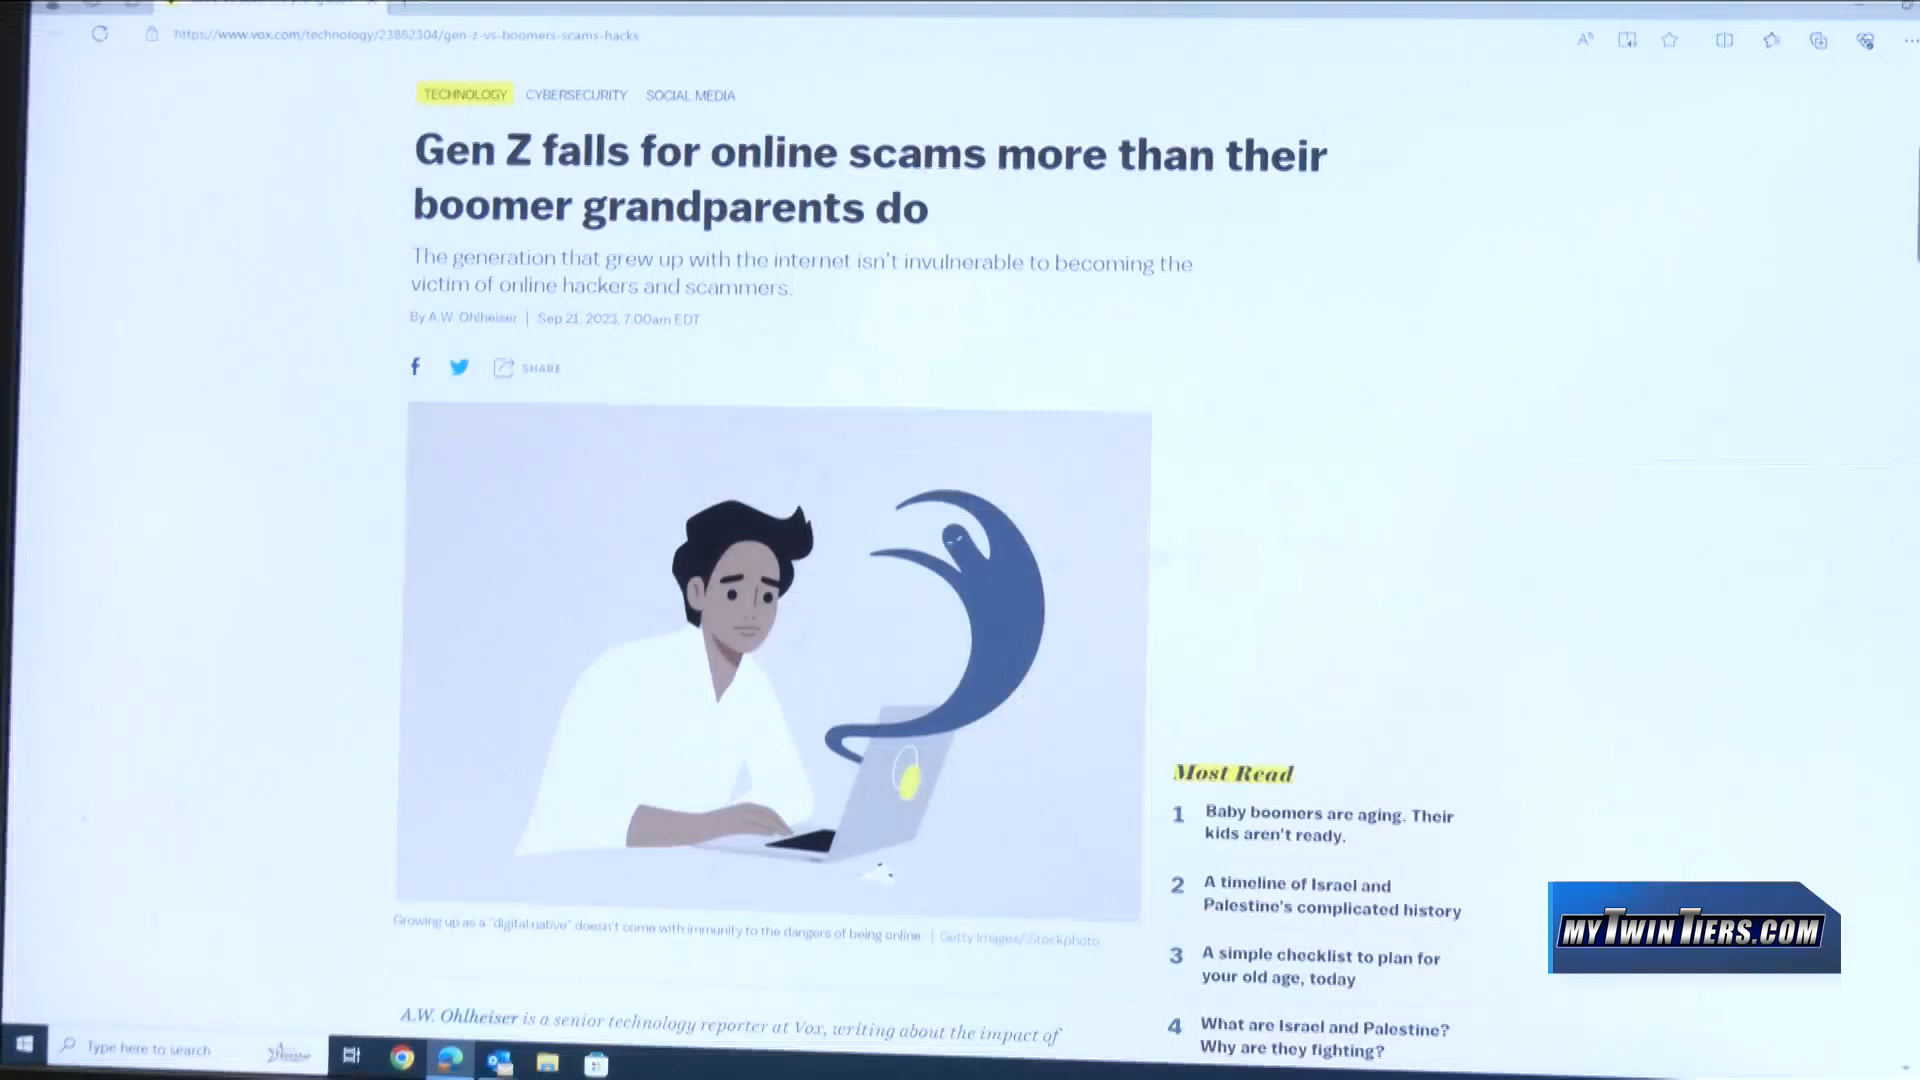 https://www.vox.com/technology/23882304/gen-z-vs-boomers-scams-hacks
TECHNOLOGY CYBERSECURITY SOCIAL MEDIA
Gen Z falls for online scams more than their
boomer grandparents do
The generation that grew up with the internet isn't invulnerable to becoming the
victim of online hackers and scammers.
By A.W. Ohlheiser | Sep 21, 2023, 7:00am EDT
SHARE
Growing up as a "digital native" doesn't come with immunity to the dangers of being online. | Getty Images/iStockphoto
A.W. Ohlheiser is a senior technology reporter at Vox, writing about the impact of
Most Read
1 Baby boomers are aging. Their
kids aren't ready.
2 A timeline of Israel and
Palestine's complicated history
3 A simple checklist to plan for
your old age, today
4 What are Israel and Palestine?
Why are they fighting?
MYTWINTIERS.COM
Type here to search